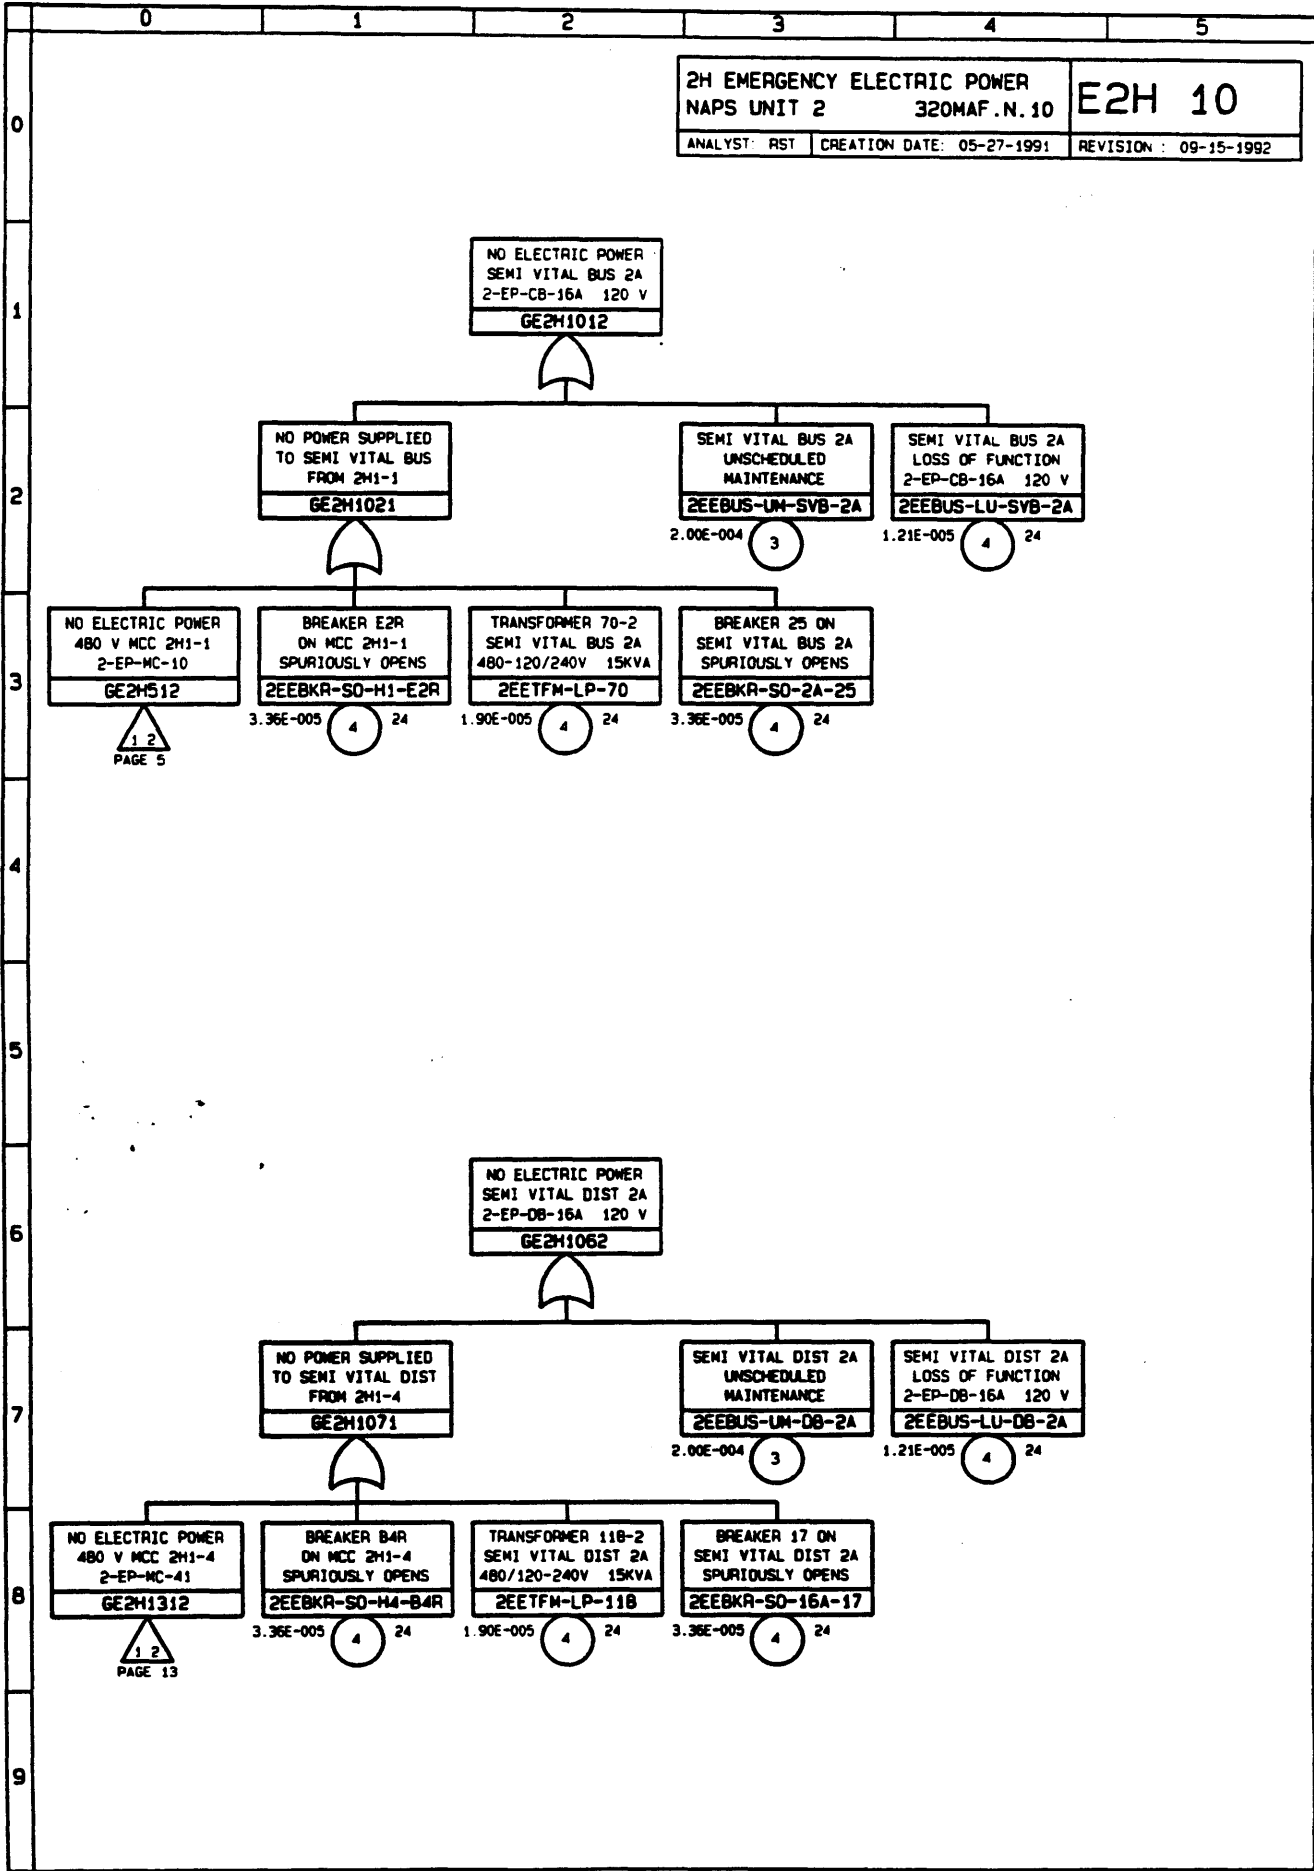 0 1 2 3 4 5
2H EMERGENCY ELECTRIC POWER
NAPS UNIT 2 320MAF.N.10
E2H 10
ANALYST: RST CREATION DATE: 05-27-1991 REVISION : 09-15-1992
0
NO ELECTRIC POWER
SEMI VITAL BUS 2A
2-EP-CB-16A 120 V
GE2H1012
1
NO POWER SUPPLIED
TO SEMI VITAL BUS
FROM 2H1-1
GE2H1021
SEMI VITAL BUS 2A
UNSCHEDULED
MAINTENANCE
2EEBUS-UM-SVB-2A
2.00E-004 3
SEMI VITAL BUS 2A
LOSS OF FUNCTION
2-EP-CB-16A 120 V
2EEBUS-LU-SVB-2A
1.21E-005 4 24
2
NO ELECTRIC POWER
480 V MCC 2H1-1
2-EP-MC-10
GE2H512
1 2
PAGE 5
BREAKER E2R
ON MCC 2H1-1
SPURIOUSLY OPENS
2EEBKR-SO-H1-E2R
3.36E-005 4 24
TRANSFORMER 70-2
SEMI VITAL BUS 2A
480-120/240V 15KVA
2EETFM-LP-70
1.90E-005 4 24
BREAKER 25 ON
SEMI VITAL BUS 2A
SPURIOUSLY OPENS
2EEBKR-SO-2A-25
3.36E-005 4 24
3
4
5
NO ELECTRIC POWER
SEMI VITAL DIST 2A
2-EP-DB-16A 120 V
GE2H1062
6
NO POWER SUPPLIED
TO SEMI VITAL DIST
FROM 2H1-4
GE2H1071
SEMI VITAL DIST 2A
UNSCHEDULED
MAINTENANCE
2EEBUS-UM-DB-2A
2.00E-004 3
SEMI VITAL DIST 2A
LOSS OF FUNCTION
2-EP-DB-16A 120 V
2EEBUS-LU-DB-2A
1.21E-005 4 24
7
NO ELECTRIC POWER
480 V MCC 2H1-4
2-EP-MC-41
GE2H1312
1 2
PAGE 13
BREAKER B4R
ON MCC 2H1-4
SPURIOUSLY OPENS
2EEBKR-SO-H4-B4R
3.36E-005 4 24
TRANSFORMER 118-2
SEMI VITAL DIST 2A
480/120-240V 15KVA
2EETFM-LP-118
1.90E-005 4 24
BREAKER 17 ON
SEMI VITAL DIST 2A
SPURIOUSLY OPENS
2EEBKR-SO-16A-17
3.36E-005 4 24
8
9